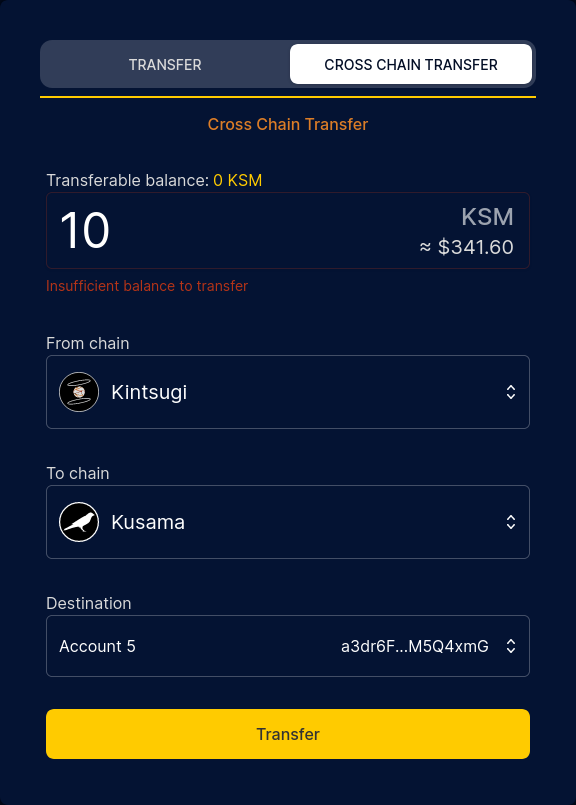 TRANSFER
CROSS CHAIN TRANSFER
Cross Chain Transfer
Transferable balance: 0 KSM
10
KSM
≈ $341.60
Insufficient balance to transfer
From chain
Kintsugi
To chain
Kusama
Destination
Account 5
a3dr6F...M5Q4xmG
Transfer